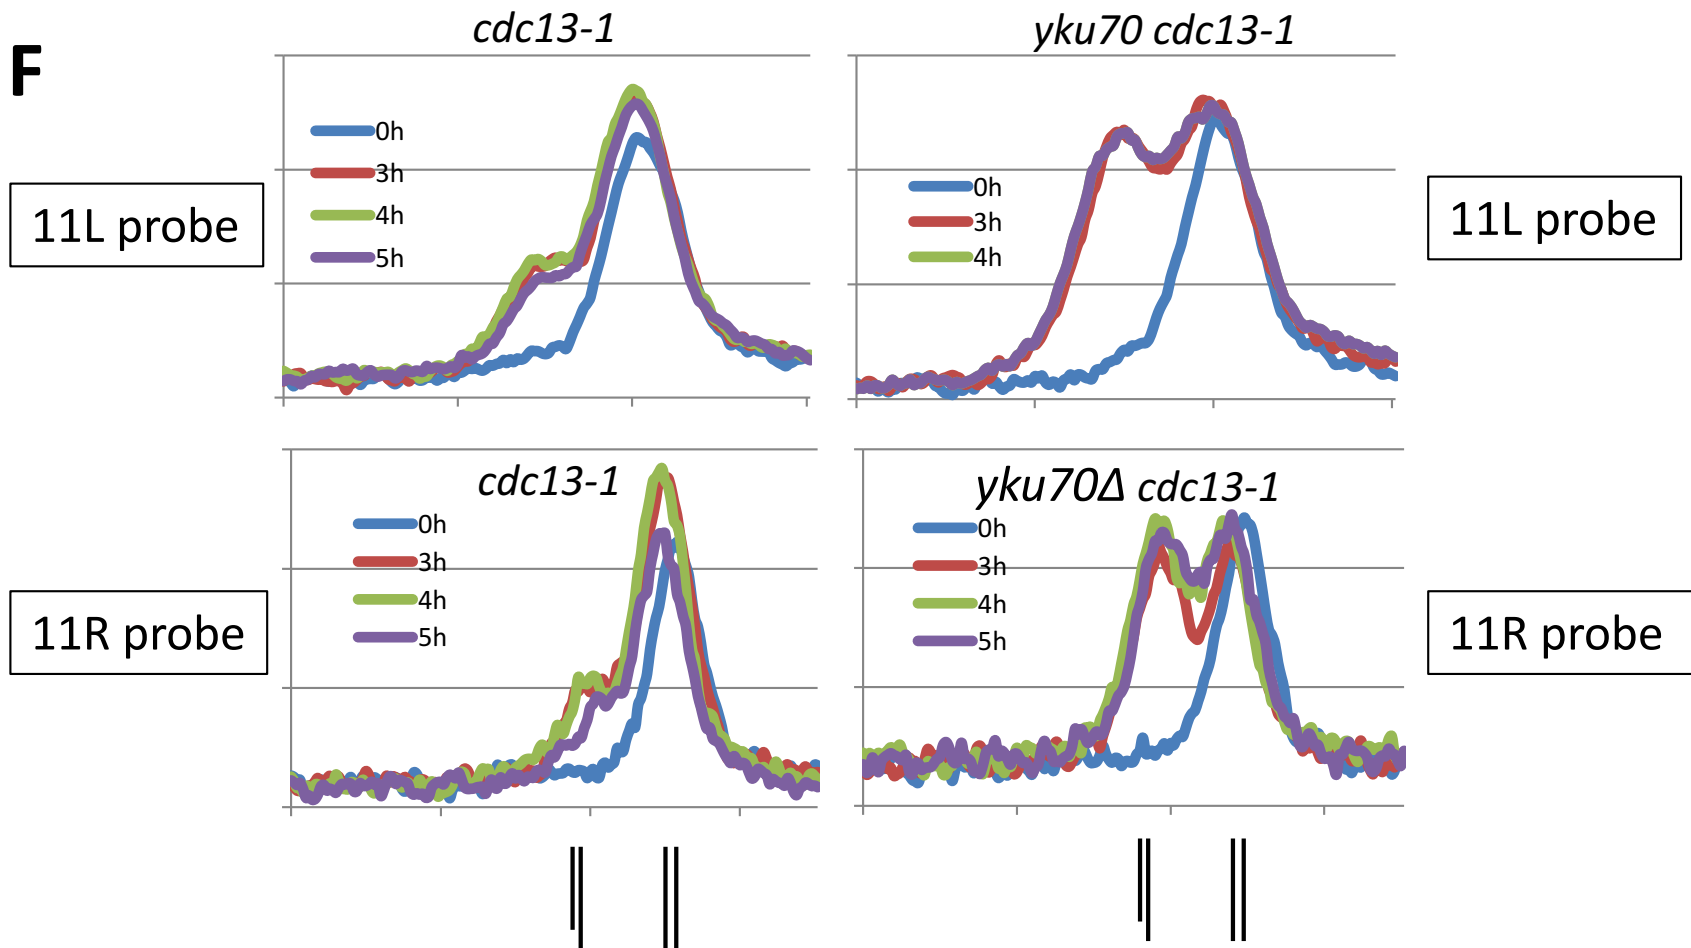 F
cdc13-1
yku70 cdc13-1
0h
3h
4h
5h
0h
3h
4h
11L probe
11L probe
cdc13-1
yku70Δ cdc13-1
0h
3h
4h
5h
0h
3h
4h
5h
11R probe
11R probe